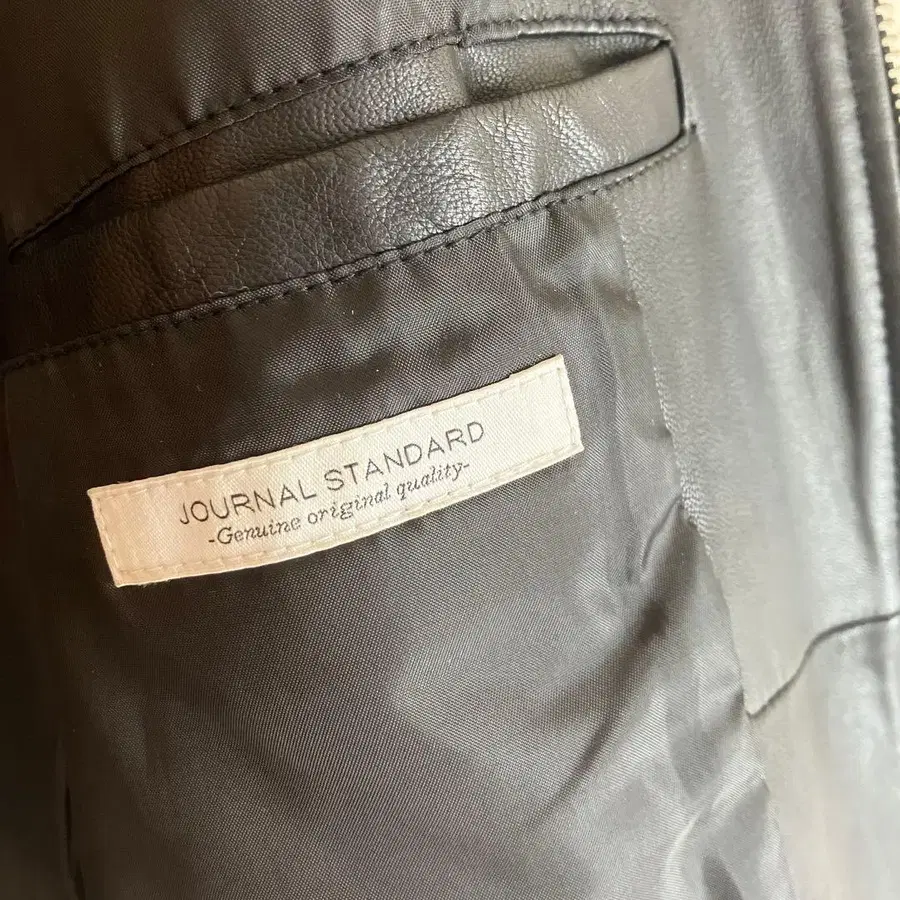 JOURNAL STANDARD
-Genuine original quality-